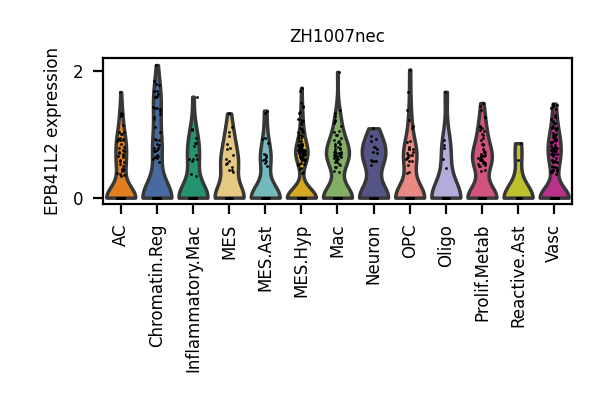 ZH1007nec
EPB41L2 expression
2
0
AC
Chromatin.Reg
Inflammatory.Mac
MES
MES.Ast
MES.Hyp
Mac
Neuron
OPC
Oligo
Prolif.Metab
Reactive.Ast
Vasc